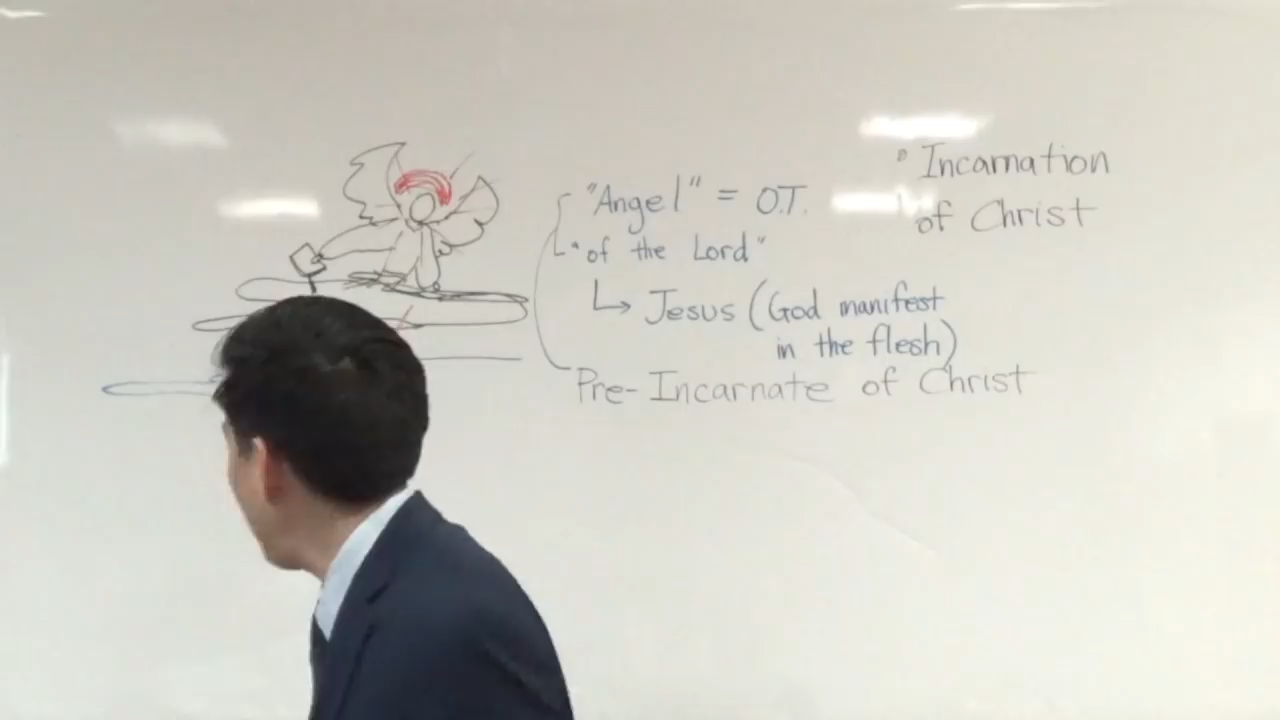 "Angel" = O.T.
"of the Lord"
↳ Jesus (God manifest
in the flesh)
Pre-Incarnate of Christ
° Incarnation
of Christ